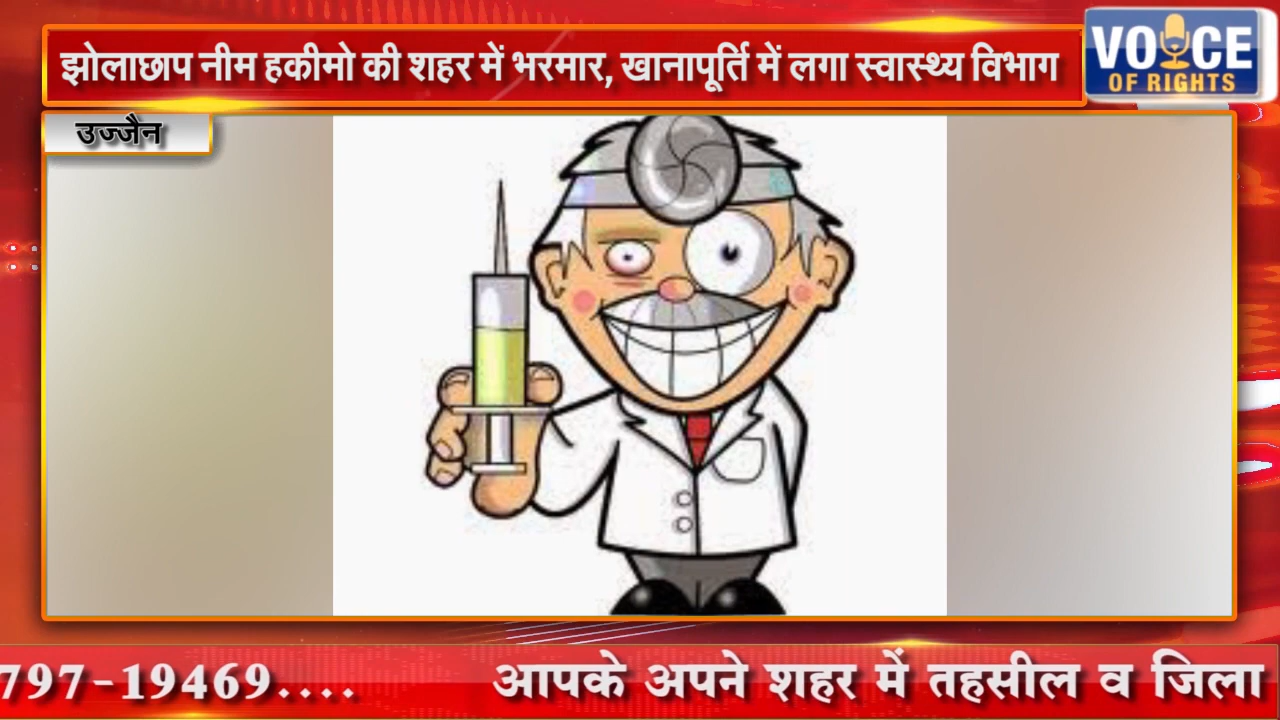 झोलाछाप नीम हकीमो की शहर में भरमार, खानापूर्ति में लगा स्वास्थ्य विभाग
VOICE
OF RIGHTS
उज्जैन
797-19469.... आपके अपने शहर में तहसील व जिला